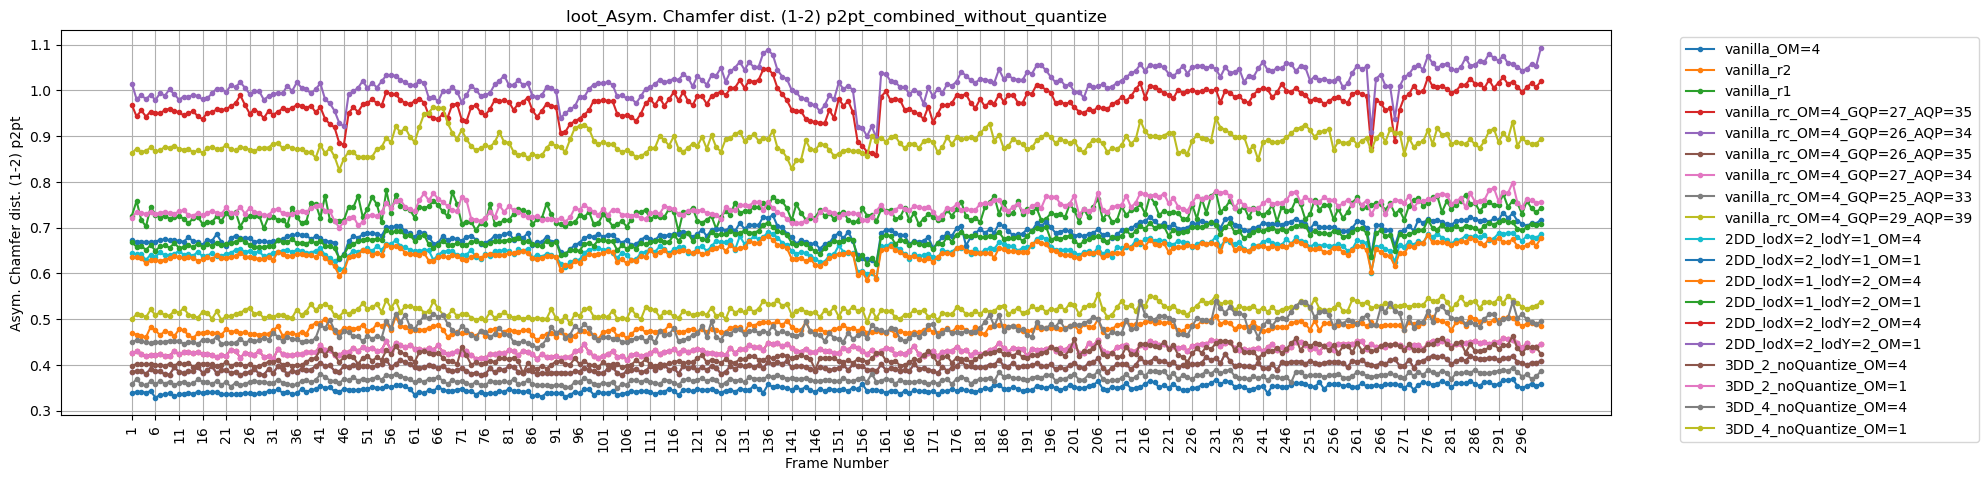 loot_Asym. Chamfer dist. (1-2) p2pt_combined_without_quantize
Asym. Chamfer dist. (1-2) p2pt
1.1
1.0
0.9
0.8
0.7
0.6
0.5
0.4
0.3
1 6 11 16 21 26 31 36 41 46 51 56 61 66 71 76 81 86 91 96 101 106 111 116 121 126 131 136 141 146 151 156 161 166 171 176 181 186 191 196 201 206 211 216 221 226 231 236 241 246 251 256 261 266 271 276 281 286 291 296
Frame Number
vanilla_OM=4
vanilla_r2
vanilla_r1
vanilla_rc_OM=4_GQP=27_AQP=35
vanilla_rc_OM=4_GQP=26_AQP=34
vanilla_rc_OM=4_GQP=26_AQP=35
vanilla_rc_OM=4_GQP=27_AQP=34
vanilla_rc_OM=4_GQP=25_AQP=33
vanilla_rc_OM=4_GQP=29_AQP=39
2DD_lodX=2_lodY=1_OM=4
2DD_lodX=2_lodY=1_OM=1
2DD_lodX=1_lodY=2_OM=4
2DD_lodX=1_lodY=2_OM=1
2DD_lodX=2_lodY=2_OM=4
2DD_lodX=2_lodY=2_OM=1
3DD_2_noQuantize_OM=4
3DD_2_noQuantize_OM=1
3DD_4_noQuantize_OM=4
3DD_4_noQuantize_OM=1